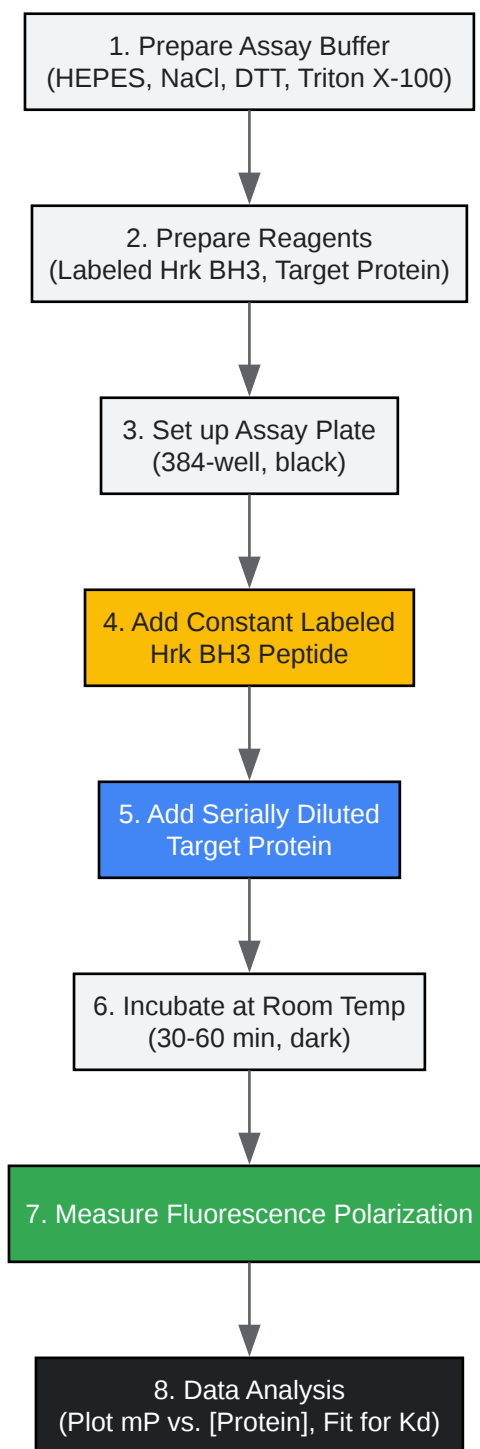 1. Prepare Assay Buffer
(HEPES, NaCl, DTT, Triton X-100)
2. Prepare Reagents
(Labeled Hrk BH3, Target Protein)
3. Set up Assay Plate
(384-well, black)
4. Add Constant Labeled
Hrk BH3 Peptide
5. Add Serially Diluted
Target Protein
6. Incubate at Room Temp
(30-60 min, dark)
7. Measure Fluorescence Polarization
8. Data Analysis
(Plot mP vs. [Protein], Fit for Kd)